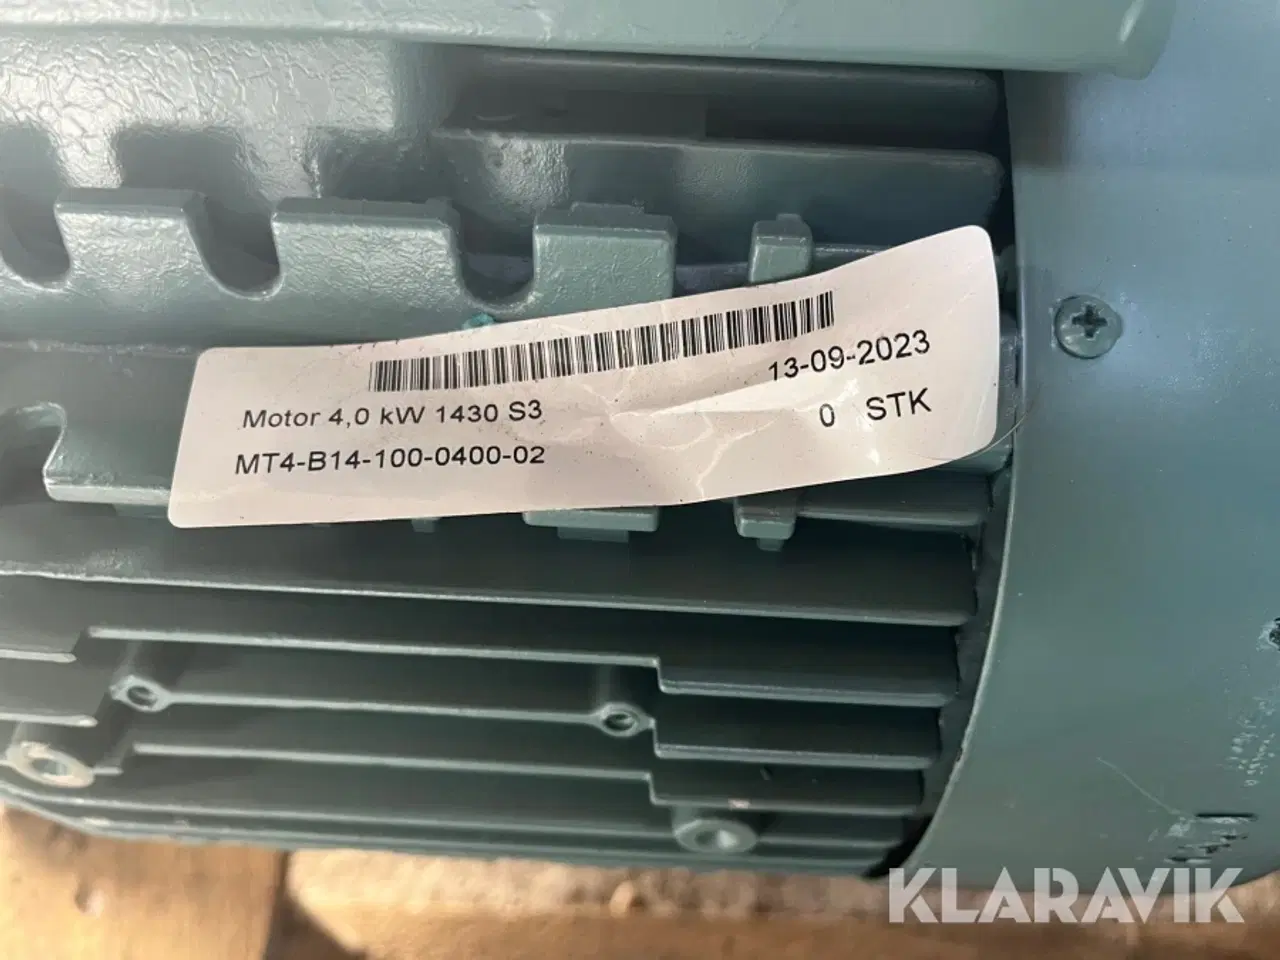 13-09-2023
Motor 4,0 kW 1430 S3
0 STK
MT4-B14-100-0400-02
KLARAVIK